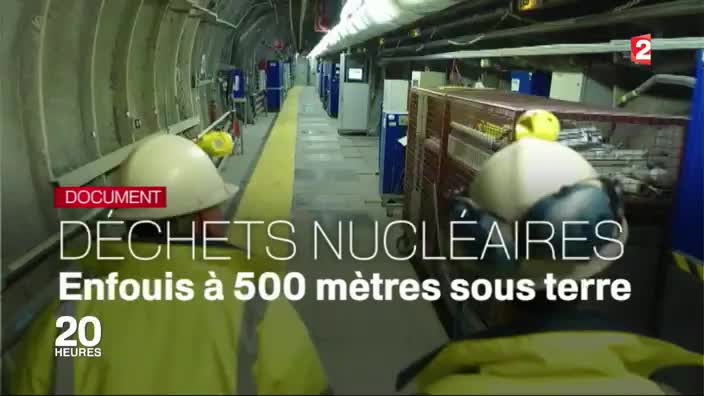 2
DOCUMENT
DÉCHETS NUCLÉAIRES
Enfouis à 500 mètres sous terre
20
HEURES